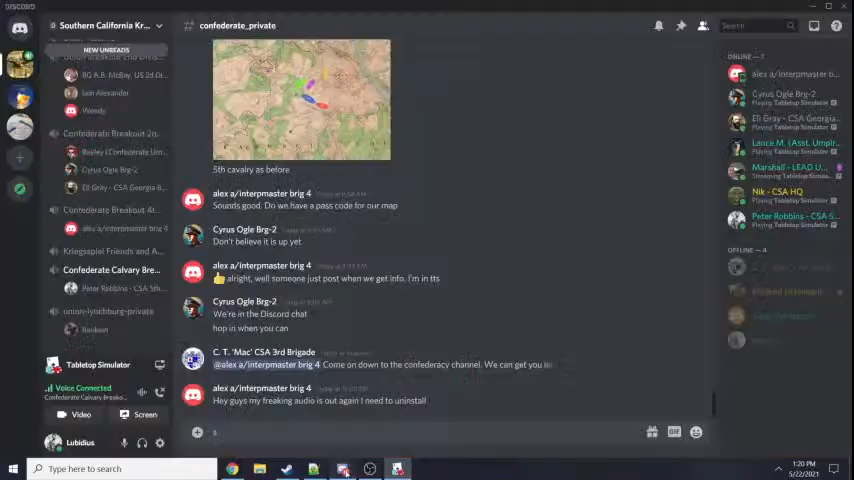 DISCORD
Southern California Kr...
NEW UNREADS
BG A.B. McBay, US 2d Di...
Iain Alexander
Wendy
Confederate Breakout 2n...
(Confederate Um...
Cyrus Ogle Brg-2
Eli Gray - CSA Georgia B...
Confederate Breakout 4t...
alex a/interpmaster brig 4
Kriegsspiel Friends and A...
Confederate Calvary Bre...
Peter Robbins - CSA 5th...
union-lynchburg-private
Tabletop Simulator
Voice Connected
Confederate Calvary Breako...
Video
Screen
Lubidius
# confederate_private
5th cavalry as before
alex a/interpmaster brig 4
Sounds good. Do we have a pass code for our map
Cyrus Ogle Brg-2
Don't believe it is up yet
alex a/interpmaster brig 4
alright, well someone just post when we get info. I'm in tts
Cyrus Ogle Brg-2
We're in the Discord chat
hop in when you can
C. T. 'Mac' CSA 3rd Brigade
@alex a/interpmaster brig 4 Come on down to the confederacy channel. We can get you in
alex a/interpmaster brig 4
Hey guys my freaking audio is out again I need to uninstall
GIF
Search
ONLINE — 7
alex a/interpmaster b...
Cyrus Ogle Brg-2
Playing Tabletop Simulator
Eli Gray - CSA Georgia...
Playing Tabletop Simulator
Lance M. (Asst. Umpir...
Playing Tabletop Simulator
Marshall - LEAD U...
Streaming Tabletop Simula...
Nik - CSA HQ
Playing Tabletop Simulator
Peter Robbins - CSA 5...
Playing Tabletop Simulator
OFFLINE — 4
Type here to search
1:20 PM
5/22/2021